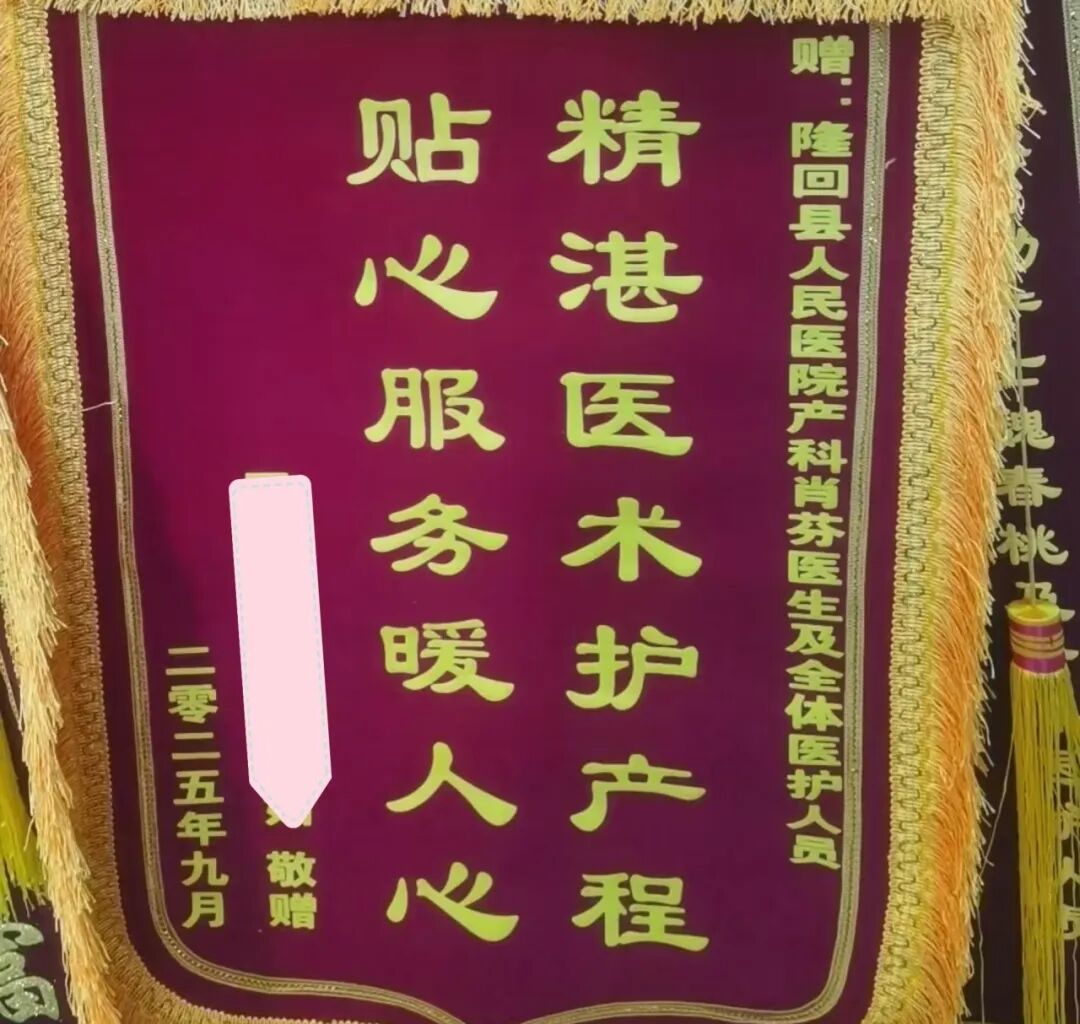 赠：隆回县人民医院产科肖芬医生及全体医护人员
精湛医术护产程
贴心服务暖人心
敬赠
二零二五年九月